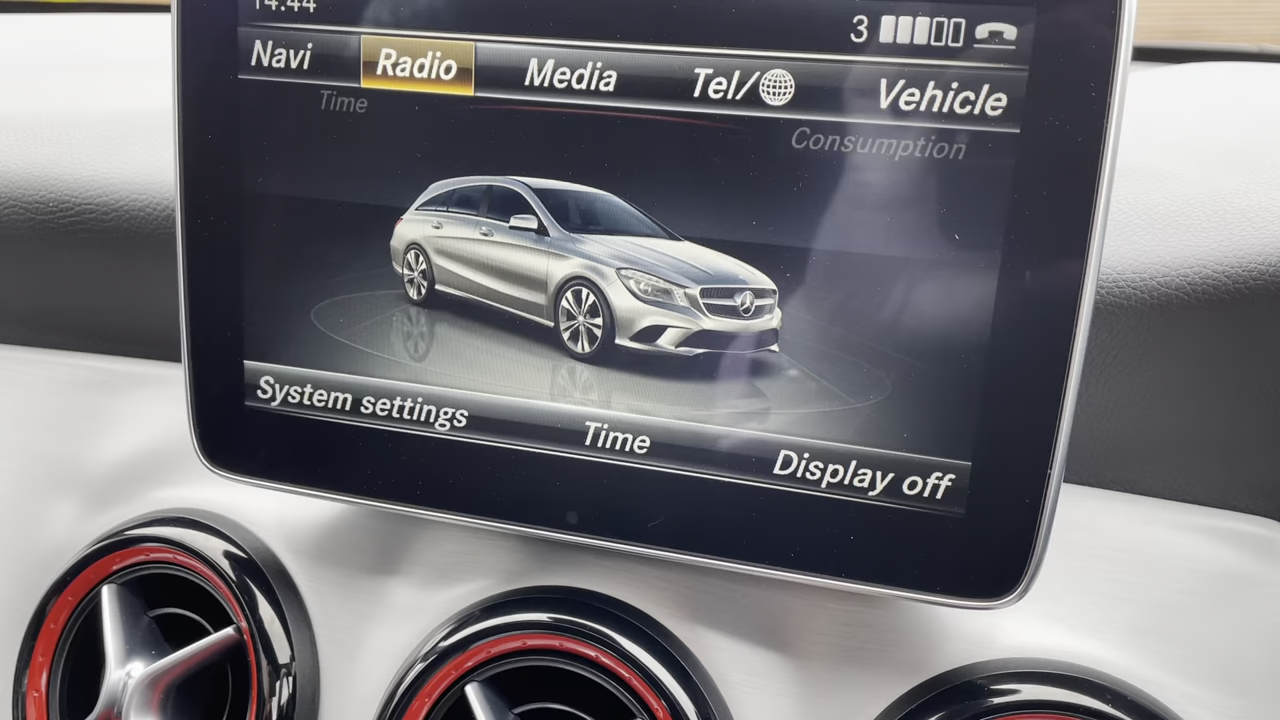 14:44
3
Navi Radio Media Tel/ Vehicle
Time Consumption
System settings Time Display off